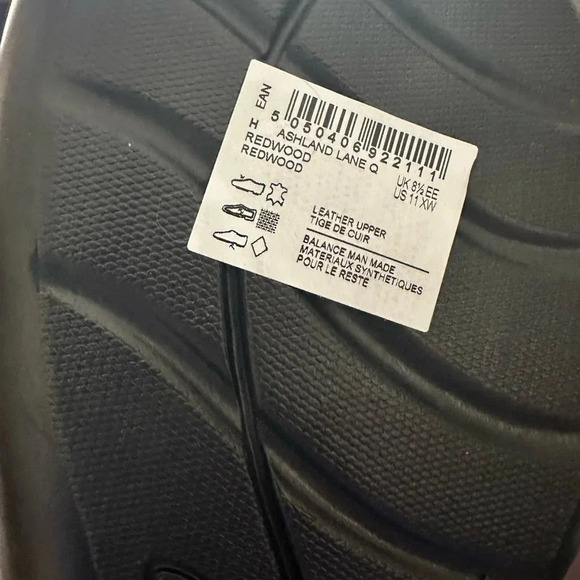 EAN
H 5 050406 922111
ASHLAND LANE Q
REDWOOD
REDWOOD
UK 8½ EE
US 11 XW
LEATHER UPPER
TIGE DE CUIR
BALANCE MAN MADE
MATERIAUX SYNTHETIQUES
POUR LE RESTE